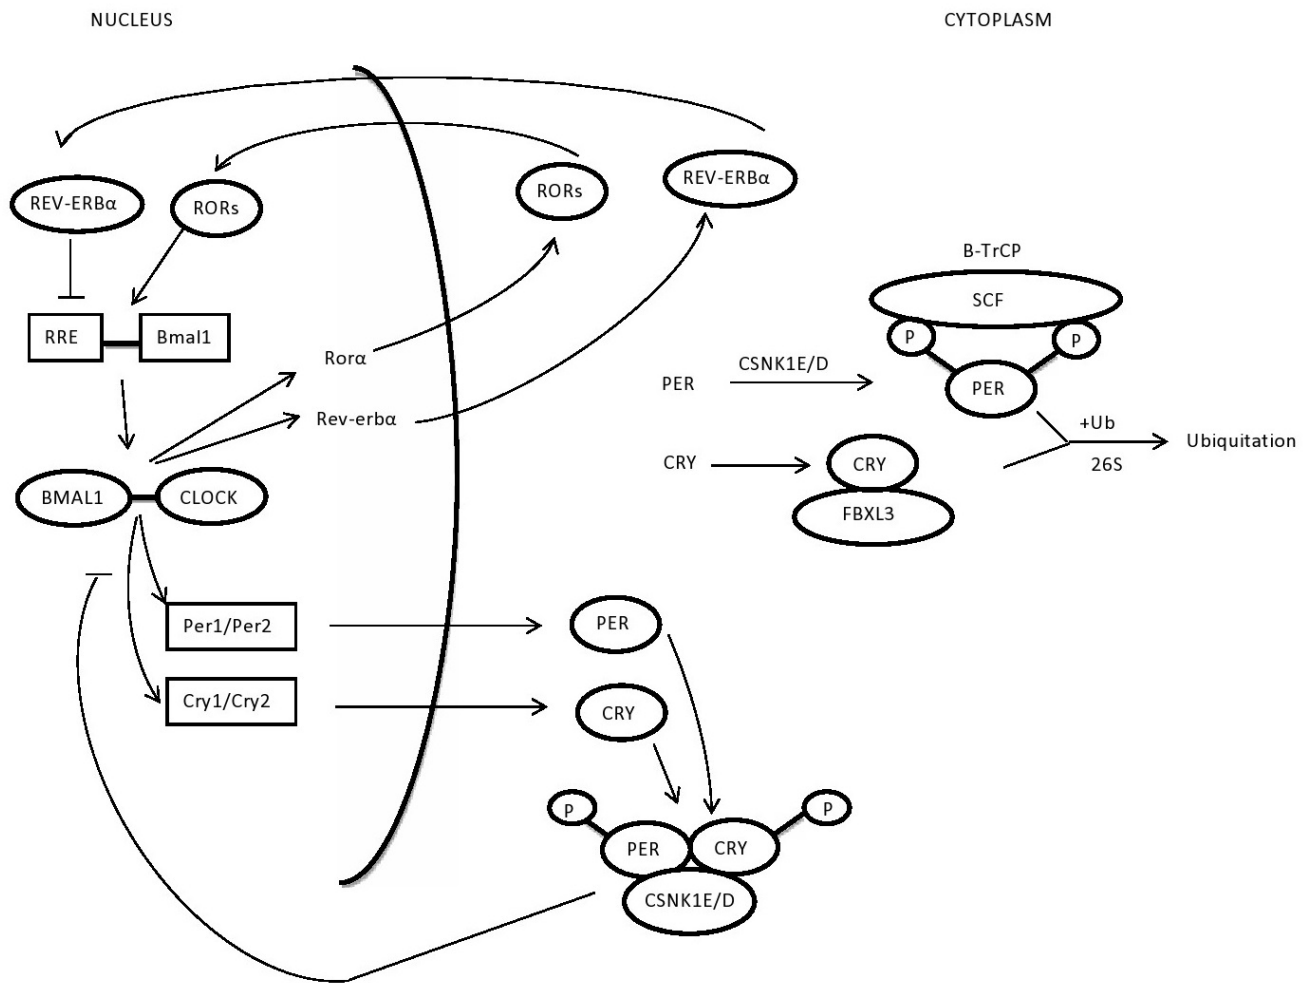 NUCLEUS
CYTOPLASM
REV-ERBα
RORs
RORs
REV-ERBα
RRE
Bmal1
Rorα
Rev-erbα
BMAL1
CLOCK
Per1/Per2
Cry1/Cry2
B-TrCP
SCF
P
P
PER
CSNK1E/D
PER
CRY
CRY
FBXL3
+Ub
26S
Ubiquitation
PER
CRY
P
P
PER
CRY
CSNK1E/D